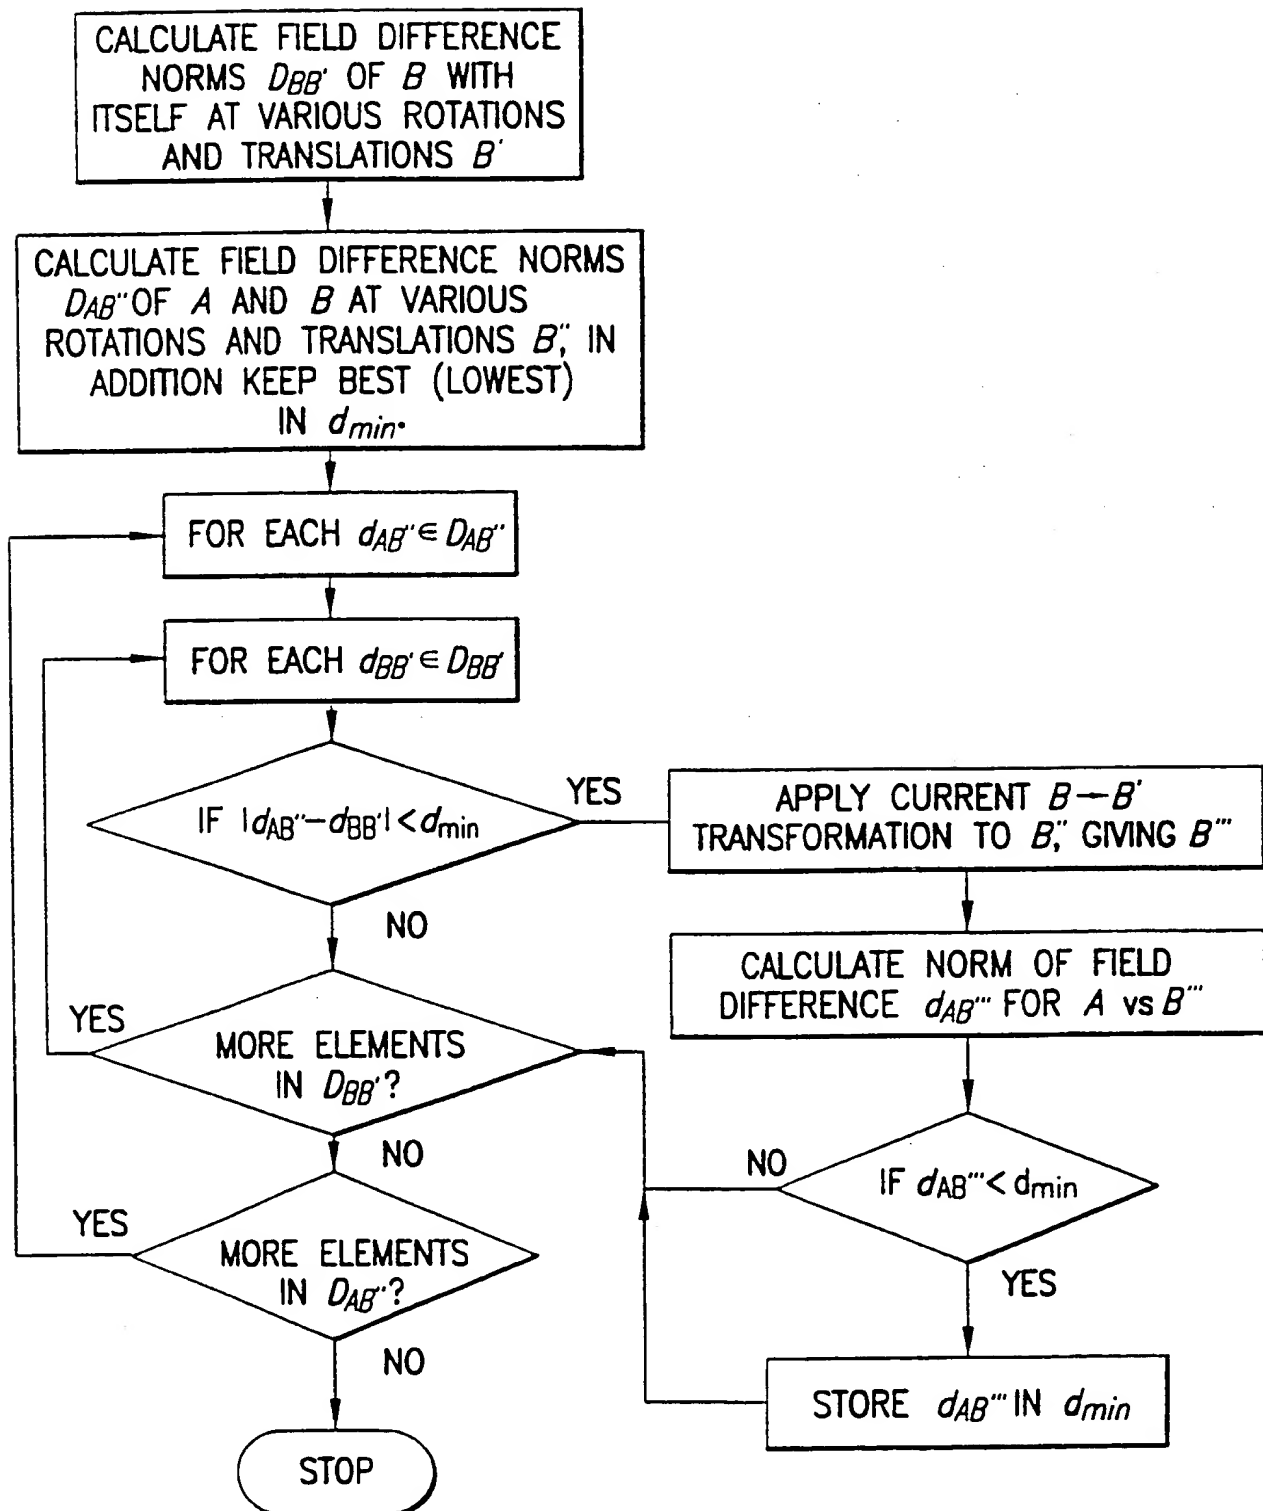 CALCULATE FIELD DIFFERENCE
NORMS DBB' OF B WITH
ITSELF AT VARIOUS ROTATIONS
AND TRANSLATIONS B'
CALCULATE FIELD DIFFERENCE NORMS
DAB'' OF A AND B AT VARIOUS
ROTATIONS AND TRANSLATIONS B'', IN
ADDITION KEEP BEST (LOWEST)
IN dmin.
FOR EACH dAB'' ∈ DAB''
FOR EACH dBB' ∈ DBB'
IF |dAB''–dBB'| < dmin
YES
NO
APPLY CURRENT B—B'
TRANSFORMATION TO B'', GIVING B'''
CALCULATE NORM OF FIELD
DIFFERENCE dAB''' FOR A vs B'''
YES
MORE ELEMENTS
IN DBB'?
NO
NO
IF dAB''' < dmin
YES
YES
MORE ELEMENTS
IN DAB''?
NO
STORE dAB''' IN dmin
STOP